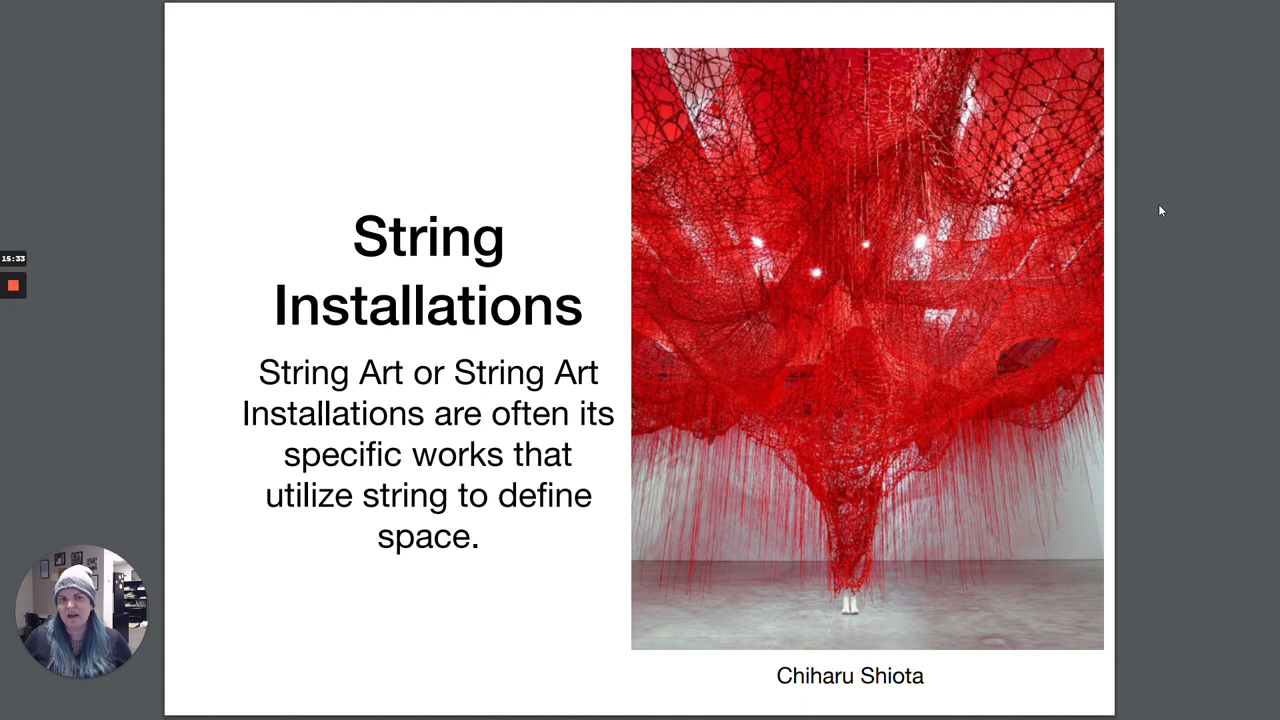 String
Installations
String Art or String Art
Installations are often its
specific works that
utilize string to define
space.
15:33
Chiharu Shiota